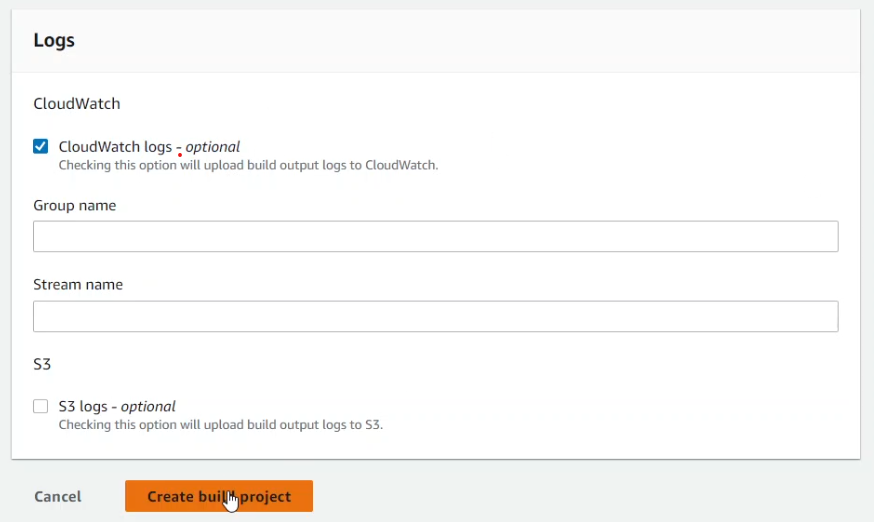 Logs
CloudWatch
CloudWatch logs - optional
Checking this option will upload build output logs to CloudWatch.
Group name
Stream name
S3
S3 logs - optional
Checking this option will upload build output logs to S3.
Cancel
Create build project